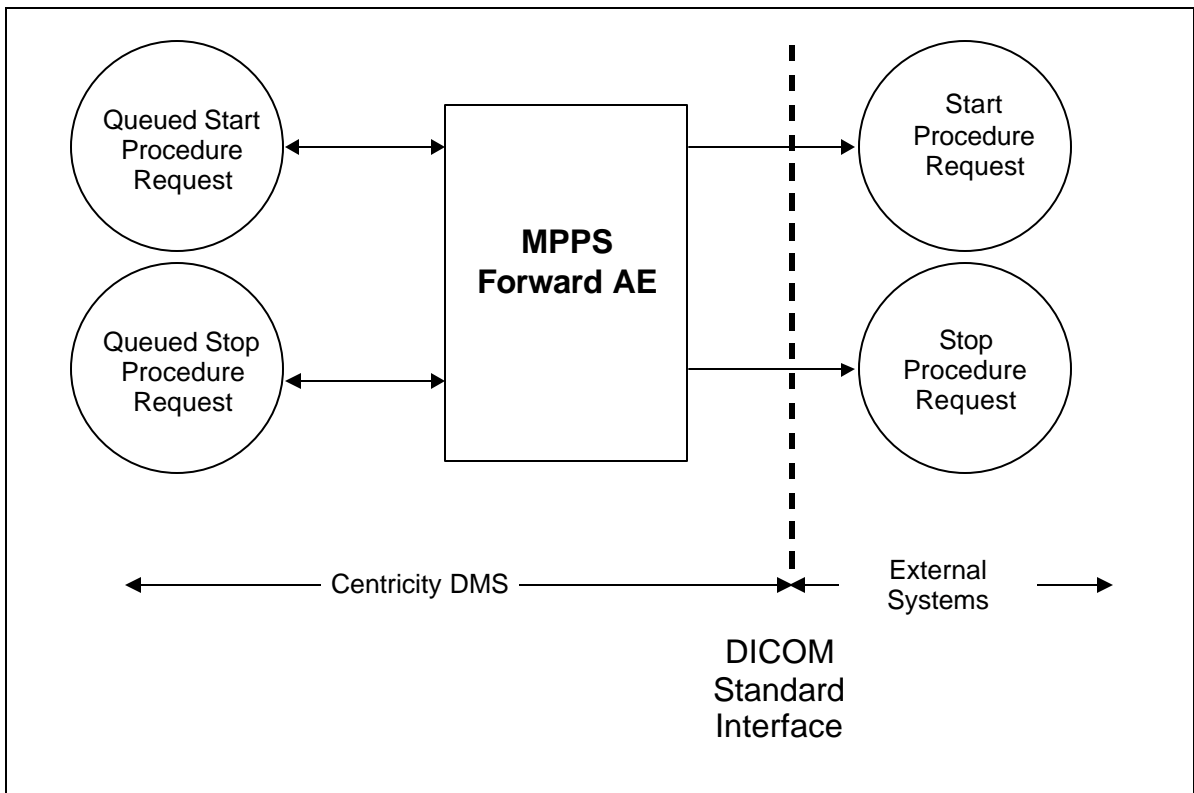 Queued Start
Procedure
Request
MPPS
Forward AE
Start
Procedure
Request
Queued Stop
Procedure
Request
Stop
Procedure
Request
Centricity DMS
External
Systems
DICOM
Standard
Interface